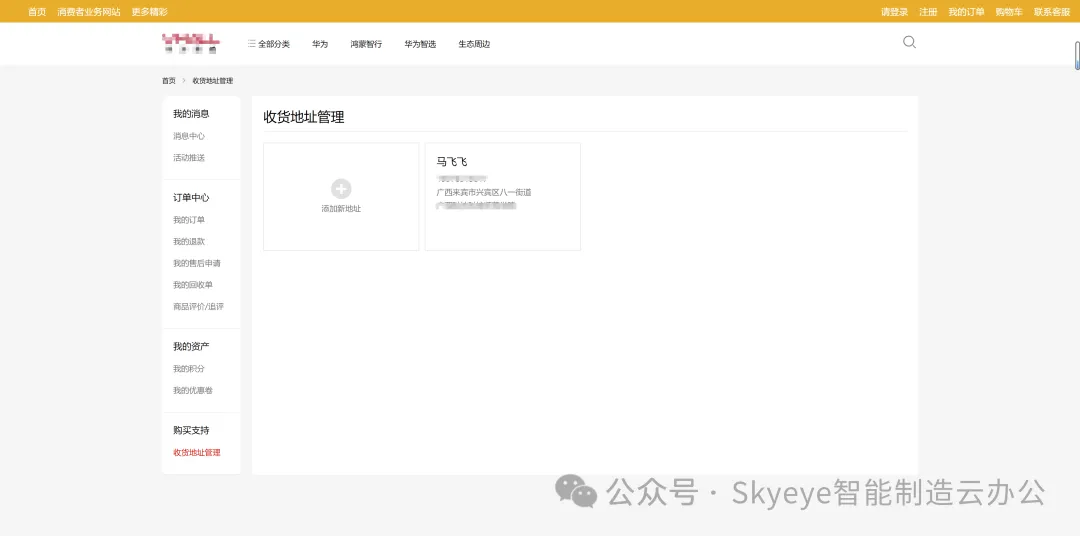 首页 消费者业务网站 更多精彩 请登录 注册 我的订单 购物车 联系客服
全部分类 华为 鸿蒙智行 华为智选 生态周边
首页 > 收货地址管理
我的消息
消息中心
活动推送
订单中心
我的订单
我的退款
我的售后申请
我的回收单
商品评价/追评
我的资产
我的积分
我的优惠卷
购买支持
收货地址管理
收货地址管理
添加新地址
马飞飞
广西来宾市兴宾区八一街道
公众号 · Skyeye智能制造云办公